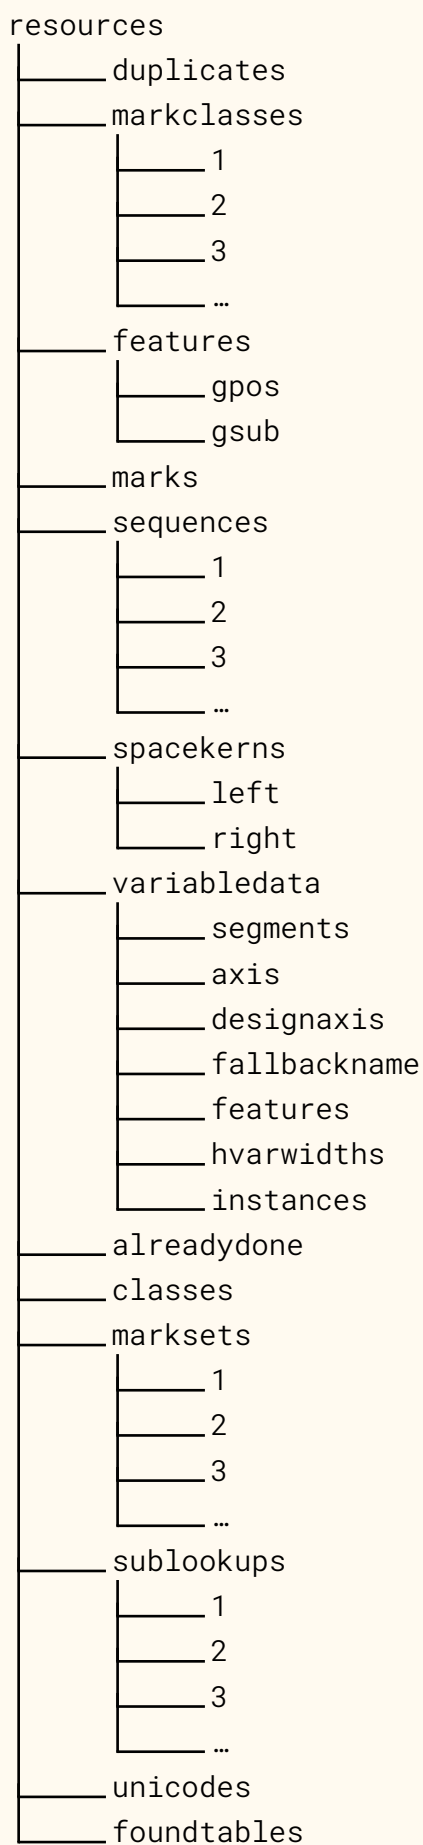 resources
duplicates
markclasses
1
2
3
…
features
gpos
gsub
marks
sequences
1
2
3
…
spacekerns
left
right
variabledata
segments
axis
designaxis
fallbackname
features
hvarwidths
instances
alreadydone
classes
marksets
1
2
3
…
sublookups
1
2
3
…
unicodes
foundtables